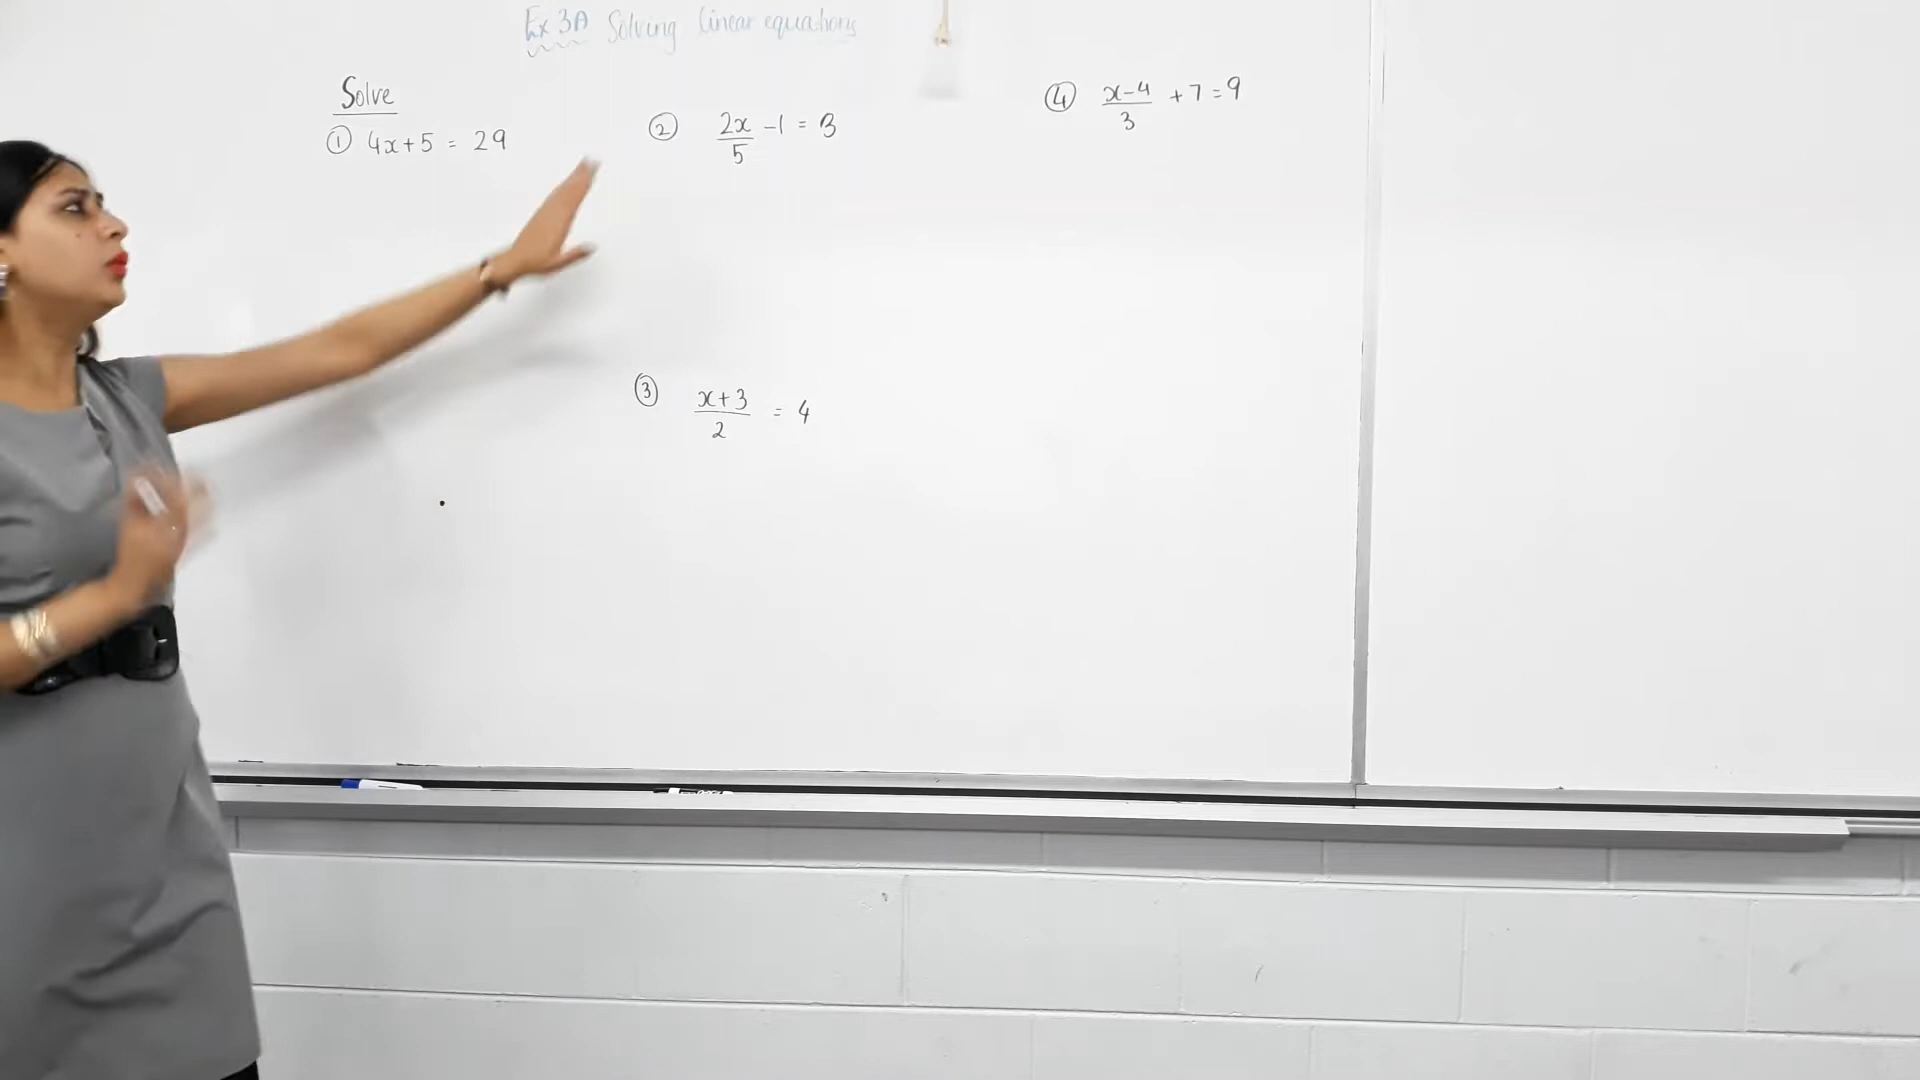 Ex 3A Solving linear equations
Solve
① 4x+5 = 29
② 2x/5 -1 = 3
③ x+3/2 = 4
④ x-4/3 +7=9